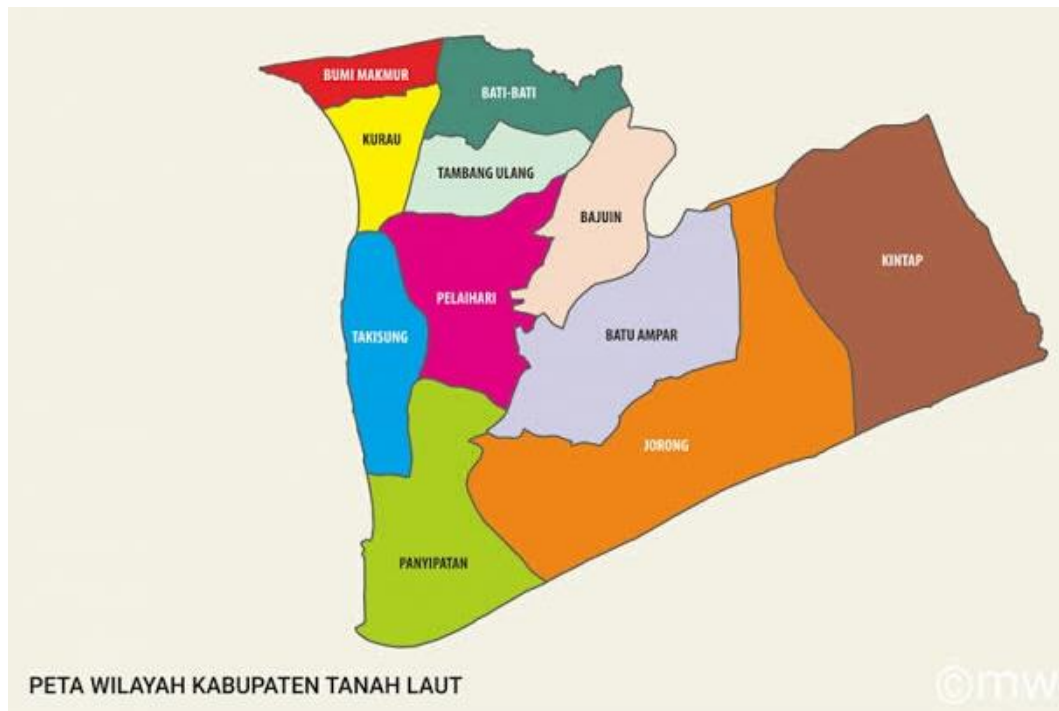 BUMI MAKMUR
BATI-BATI
KURAU
TAMBANG ULANG
BAJUIN
KINTAP
PELAIHARI
TAKISUNG
BATU AMPAR
JORONG
PANYIPATAN
PETA WILAYAH KABUPATEN TANAH LAUT
©mw